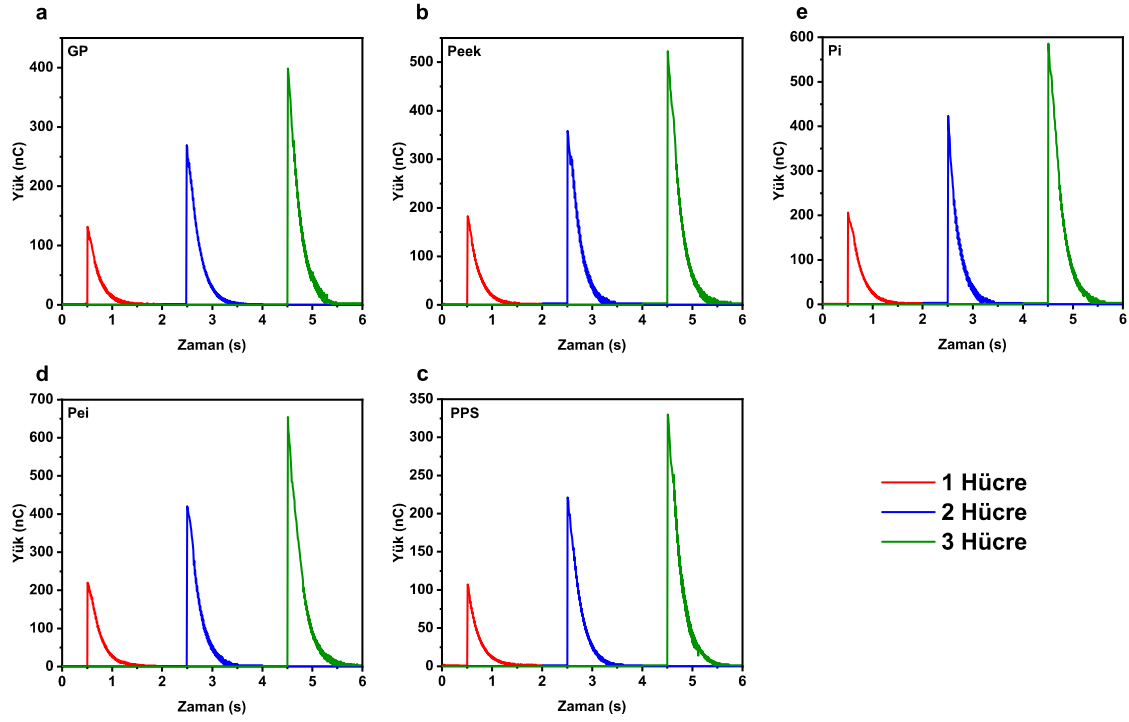 a
GP
Yük (nC)
400
300
200
100
0
0 1 2 3 4 5 6
Zaman (s)
b
Peek
Yük (nC)
500
400
300
200
100
0
0 1 2 3 4 5 6
Zaman (s)
e
Pi
Yük (nC)
600
500
400
300
200
100
0
0 1 2 3 4 5 6
Zaman (s)
d
Pei
Yük (nC)
700
600
500
400
300
200
100
0
0 1 2 3 4 5 6
Zaman (s)
c
PPS
Yük (nC)
350
300
250
200
150
100
50
0
0 1 2 3 4 5 6
Zaman (s)
1 Hücre
2 Hücre
3 Hücre